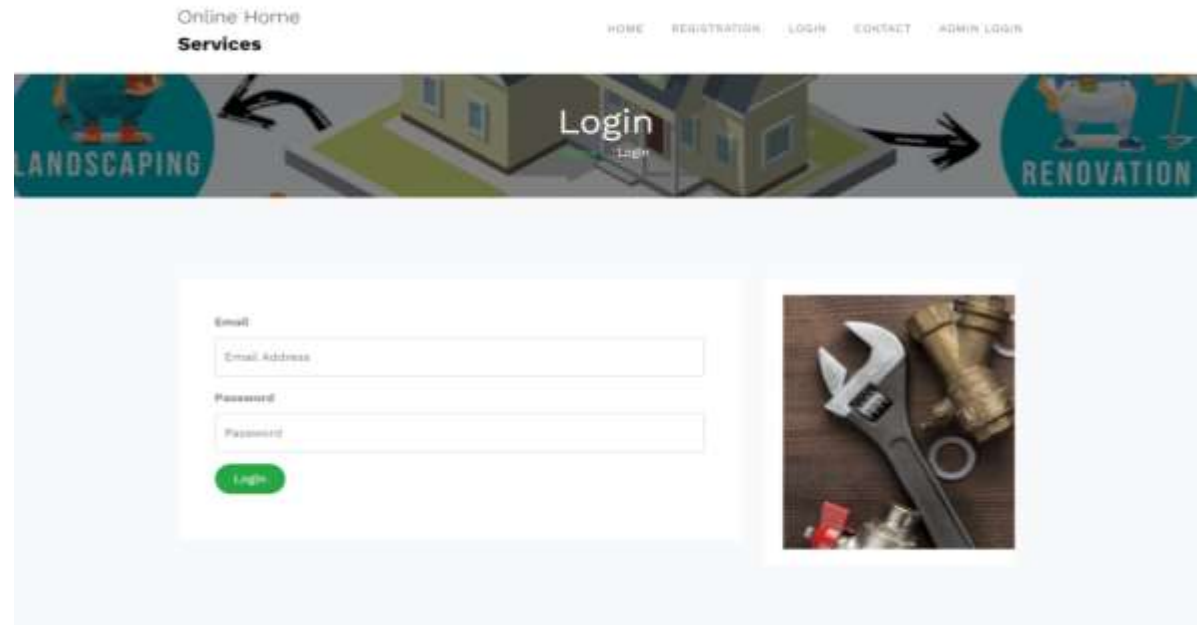 Online Home
Services
HOME REGISTRATION LOGIN CONTACT ADMIN LOGIN
Login
Login
LANDSCAPING
RENOVATION
Email
Email Address
Password
Password
Login